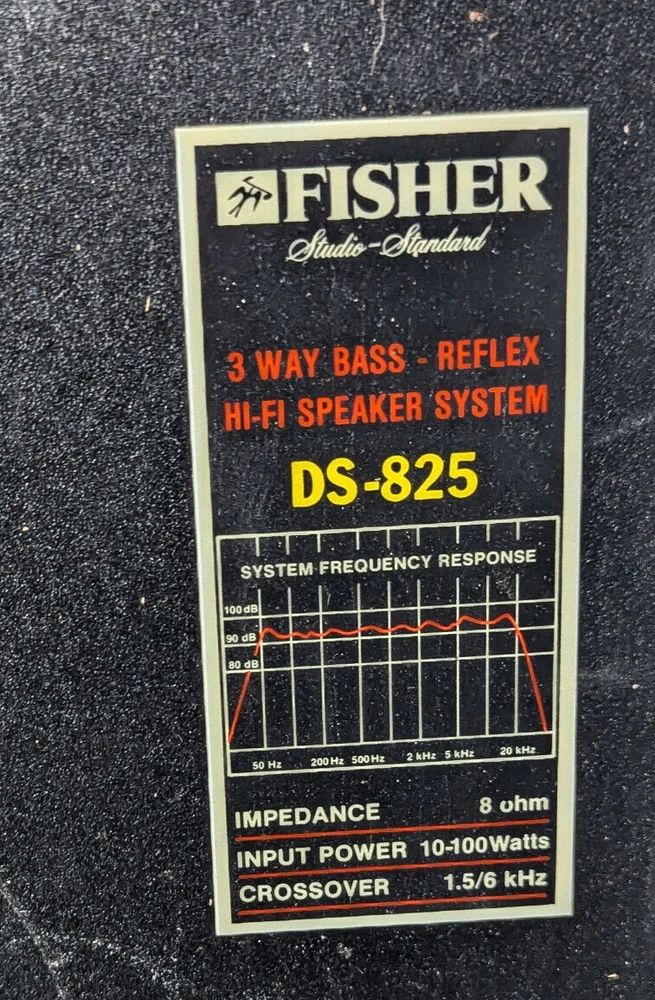 FISHER
Studio-Standard
3 WAY BASS - REFLEX
HI-FI SPEAKER SYSTEM
DS-825
SYSTEM FREQUENCY RESPONSE
100 dB
90 dB
80 dB
50 Hz 200 Hz 500 Hz 2 kHz 5 kHz 20 kHz
IMPEDANCE 8 ohm
INPUT POWER 10-100 Watts
CROSSOVER 1.5/6 kHz